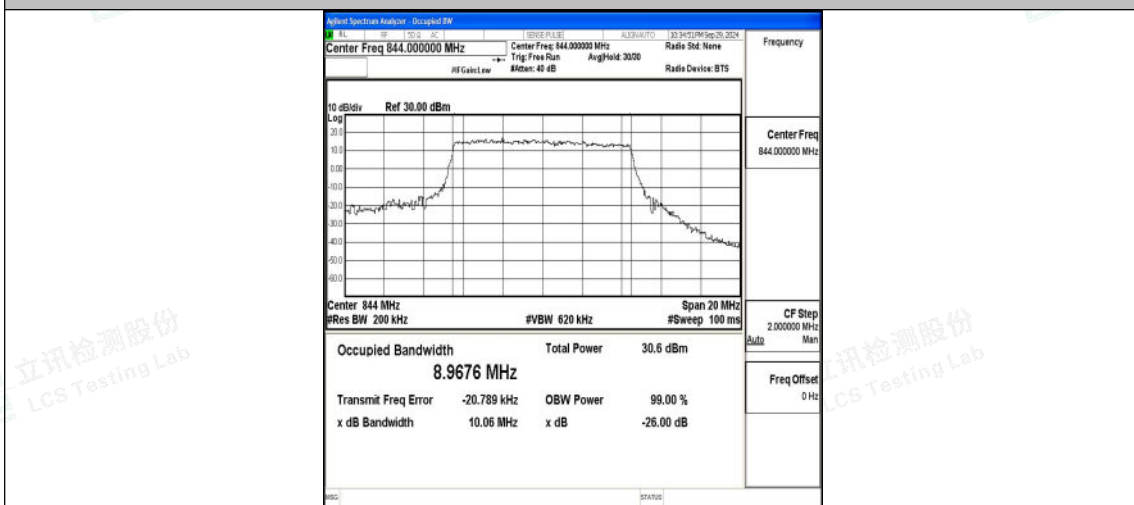 Agilent Spectrum Analyzer - Occupied BW
RL RF 50 Ω AC SENSE:PULSE ALIGNAUTO 10:34:51 PM Sep 29, 2024
Center Freq 844.000000 MHz
Center Freq: 844.000000 MHz
Radio Std: None
Trig: Free Run Avg|Hold: 30/30
#IFGain:Low #Atten: 40 dB Radio Device: BTS
Frequency
10 dB/div Ref 30.00 dBm
Log
20.0
10.0
0.00
-10.0
-20.0
-30.0
-40.0
-50.0
-60.0
Center Freq
844.000000 MHz
Center 844 MHz Span 20 MHz
#Res BW 200 kHz #VBW 620 kHz #Sweep 100 ms
CF Step
2.000000 MHz
Auto Man
Occupied Bandwidth Total Power 30.6 dBm
8.9676 MHz
Transmit Freq Error -20.789 kHz OBW Power 99.00 %
x dB Bandwidth 10.06 MHz x dB -26.00 dB
Freq Offset
0 Hz
MSG STATUS
立讯检测股份
LCS Testing Lab
立讯检测股份
LCS Testing Lab